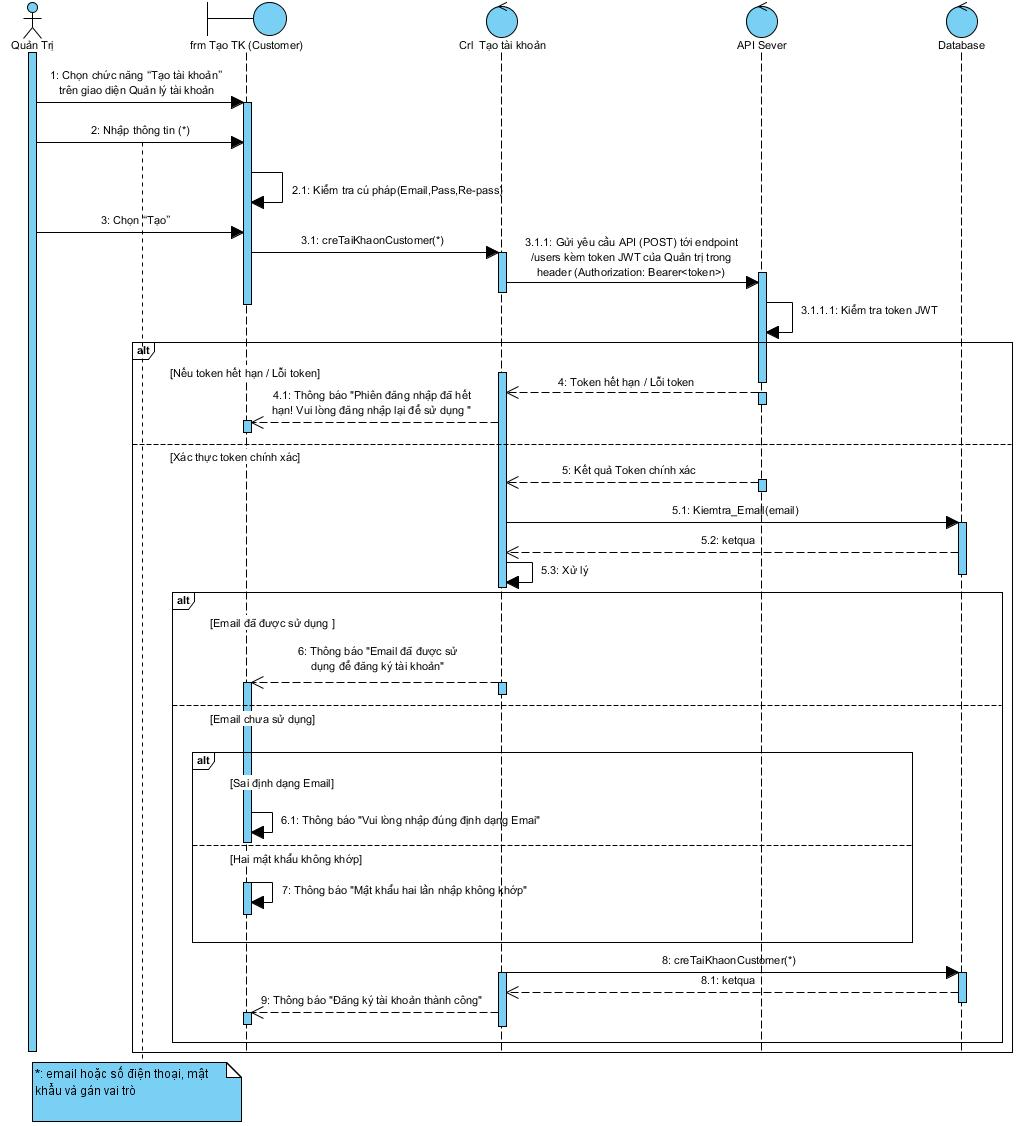 Quản Trị
frm Tạo TK (Customer)
Crl Tạo tài khoản
API Sever
Database
1: Chọn chức năng “Tạo tài khoản”
trên giao diện Quản lý tài khoản
2: Nhập thông tin (*)
2.1: Kiểm tra cú pháp(Email,Pass,Re-pass)
3: Chọn “Tạo”
3.1: creTaiKhaonCustomer(*)
3.1.1: Gửi yêu cầu API (POST) tới endpoint
/users kèm token JWT của Quản trị trong
header (Authorization: Bearer<token>)
3.1.1.1: Kiểm tra token JWT
alt
[Nếu token hết hạn / Lỗi token]
4: Token hết hạn / Lỗi token
4.1: Thông báo "Phiên đăng nhập đã hết
hạn! Vui lòng đăng nhập lại để sử dụng "
[Xác thực token chính xác]
5: Kết quả Token chính xác
5.1: Kiemtra_Email(email)
5.2: ketqua
5.3: Xử lý
alt
[Email đã được sử dụng ]
6: Thông báo "Email đã được sử
dụng để đăng ký tài khoản"
[Email chưa sử dụng]
alt
[Sai định dạng Email]
6.1: Thông báo "Vui lòng nhập đúng định dạng Emai"
[Hai mật khẩu không khớp]
7: Thông báo "Mật khẩu hai lần nhập không khớp"
8: creTaiKhaonCustomer(*)
8.1: ketqua
9: Thông báo "Đăng ký tài khoản thành công"
*: email hoặc số điện thoại, mật
khẩu và gán vai trò